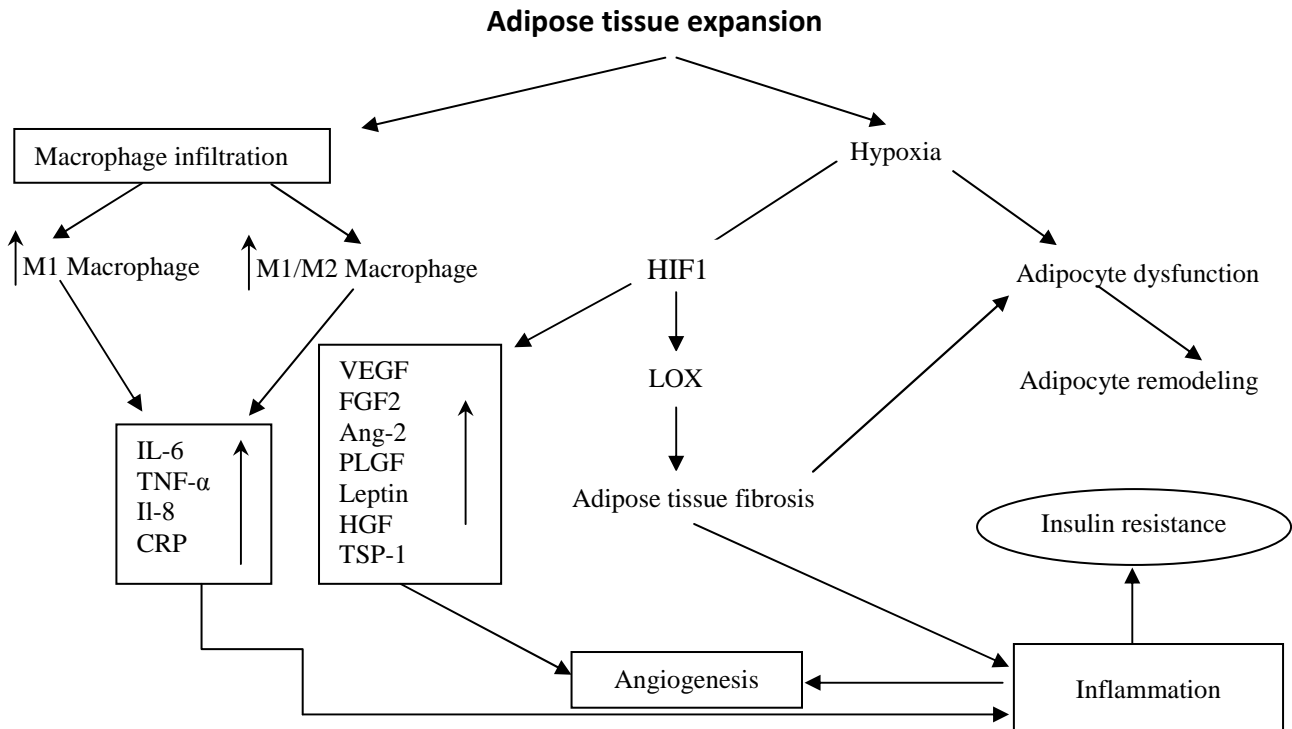 Adipose tissue expansion
Macrophage infiltration
Hypoxia
M1 Macrophage
M1/M2 Macrophage
HIF1
Adipocyte dysfunction
VEGF
FGF2
Ang-2
PLGF
Leptin
HGF
TSP-1
LOX
Adipocyte remodeling
IL-6
TNF-α
Il-8
CRP
Adipose tissue fibrosis
Insulin resistance
Angiogenesis
Inflammation